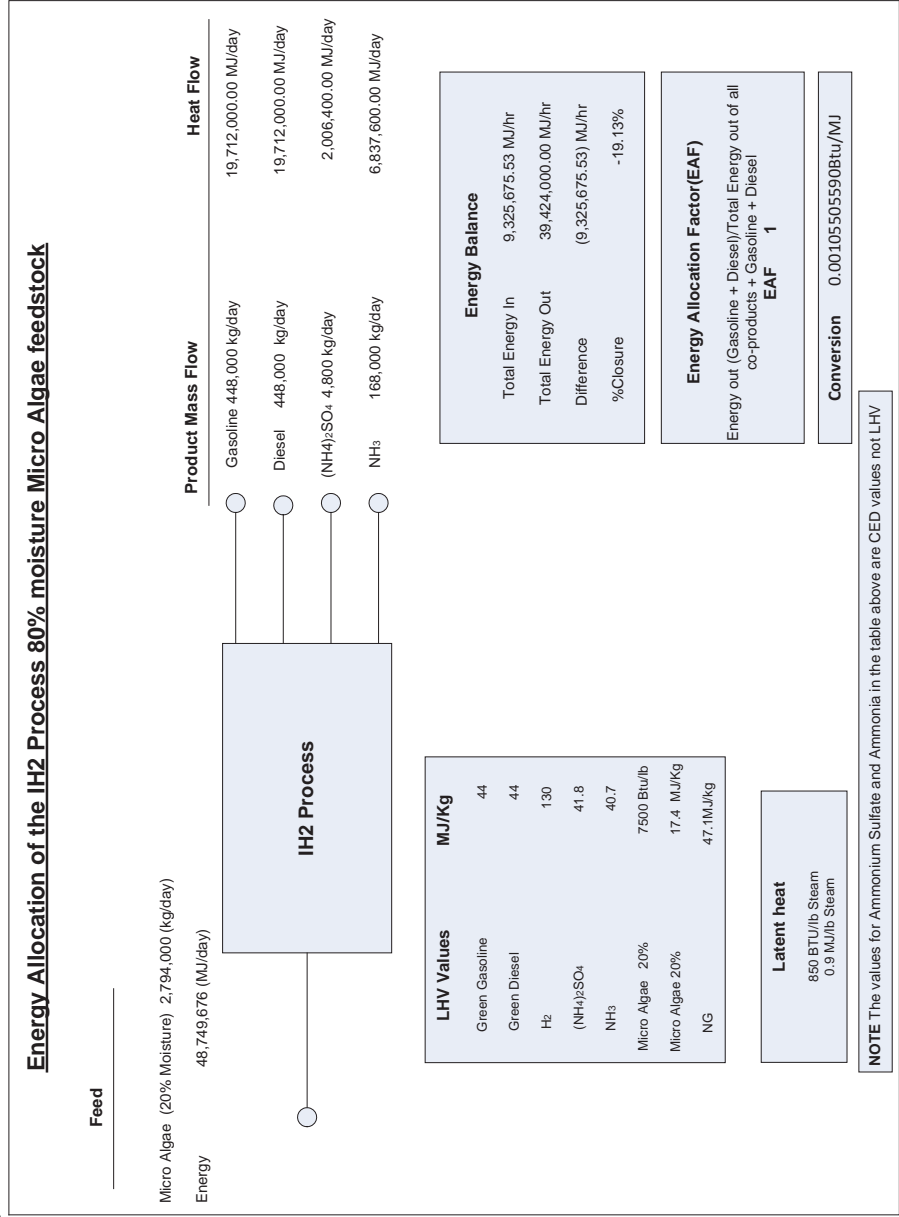 Energy Allocation of the IH2 Process 80% moisture Micro Algae feedstock
Feed
Micro Algae (20% Moisture) 2,794,000 (kg/day)
Energy 48,749,676 (MJ/day)
IH2 Process
Product Mass Flow Heat Flow
Gasoline 448,000 kg/day 19,712,000.00 MJ/day
Diesel 448,000 kg/day 19,712,000.00 MJ/day
(NH4)2SO4 4,800 kg/day 2,006,400.00 MJ/day
NH3 168,000 kg/day 6,837,600.00 MJ/day
LHV Values MJ/Kg
Green Gasoline 44
Green Diesel 44
H2 130
(NH4)2SO4 41.8
NH3 40.7
Micro Algae 20% 7500 Btu/lb
Micro Algae 20% 17.4 MJ/Kg
NG 47.1MJ/kg
Energy Balance
Total Energy In 9,325,675.53 MJ/hr
Total Energy Out 39,424,000.00 MJ/hr
Difference (9,325,675.53) MJ/hr
%Closure -19.13%
Energy Allocation Factor(EAF)
Energy out (Gasoline + Diesel)/Total Energy out of all
co-products + Gasoline + Diesel
EAF 1
Latent heat
850 BTU/lb Steam
0.9 MJ/lb Steam
Conversion 0.00105505590Btu/MJ
NOTE The values for Ammonium Sulfate and Ammonia in the table above are CED values not LHV